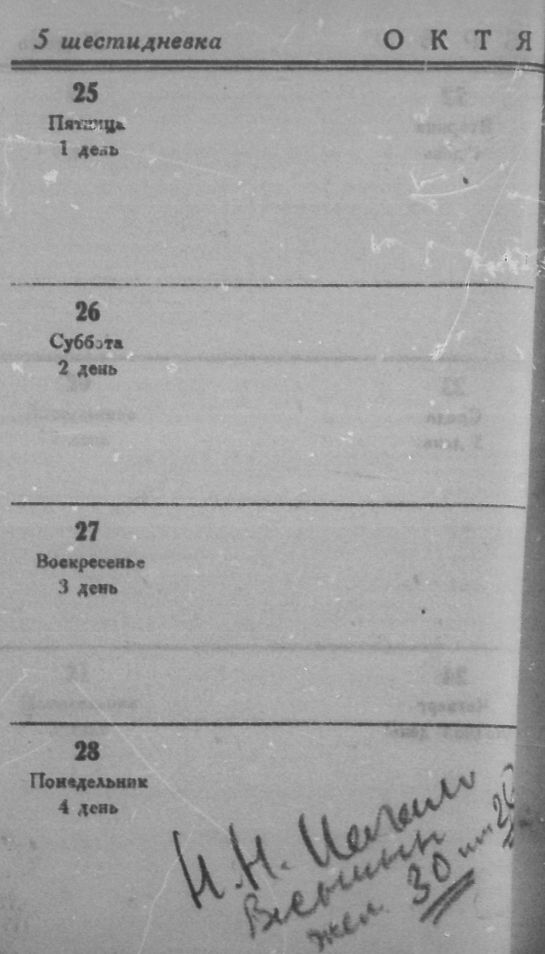 5 шестидневка О К Т Я
25
Пятница
1 день
26
Суббота
2 день
27
Воскресенье
3 день
28
Понедельник
4 день
Н.Н.
30